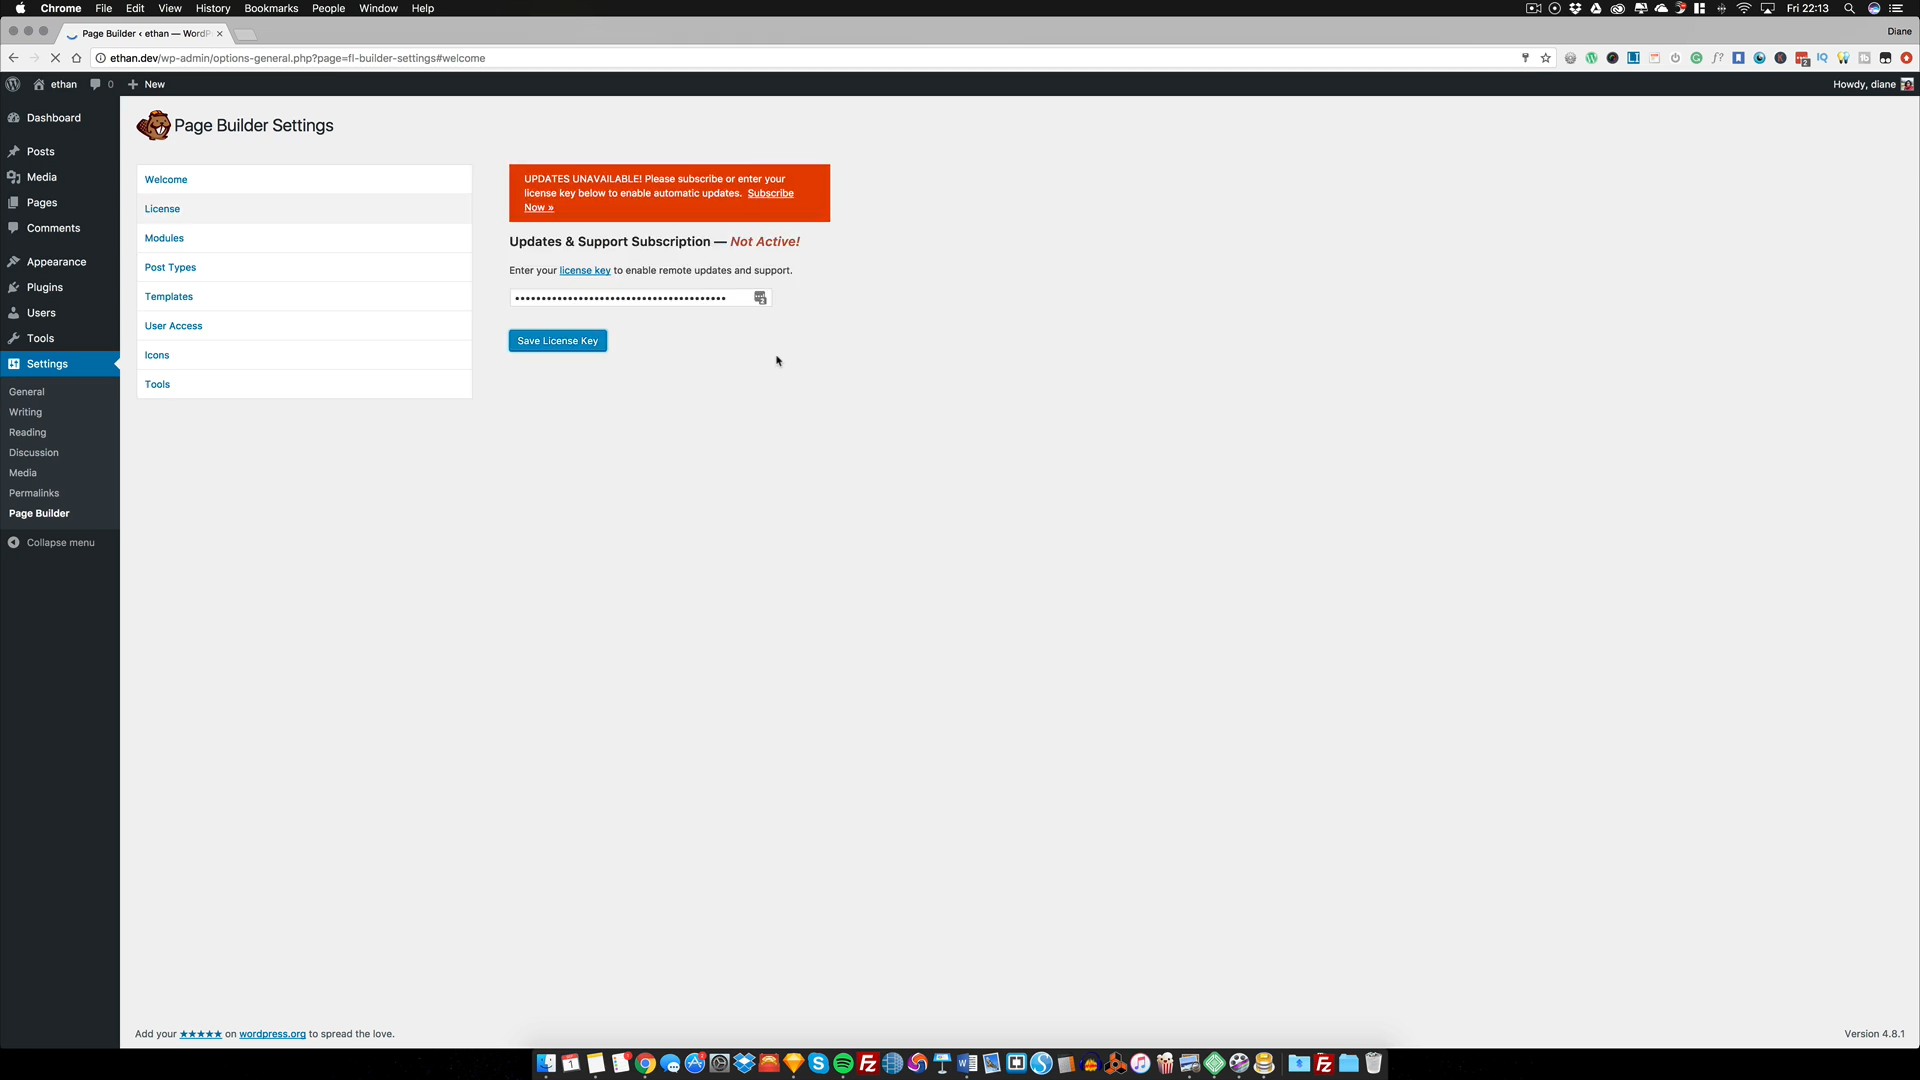 Chrome File Edit View History Bookmarks People Window Help
Fri 22:13
Page Builder ‹ ethan — WordP
Diane
ethan.dev/wp-admin/options-general.php?page=fl-builder-settings#welcome
ethan 0 New
Howdy, diane
Dashboard
Posts
Media
Pages
Comments
Appearance
Plugins
Users
Tools
Settings
General
Writing
Reading
Discussion
Media
Permalinks
Page Builder
Collapse menu
Page Builder Settings
Welcome
License
Modules
Post Types
Templates
User Access
Icons
Tools
UPDATES UNAVAILABLE! Please subscribe or enter your
license key below to enable automatic updates. Subscribe
Now »
Updates & Support Subscription — Not Active!
Enter your license key to enable remote updates and support.
••••••••••••••••••••••••••••••••••••••••
Save License Key
Add your ★★★★★ on wordpress.org to spread the love.
Version 4.8.1